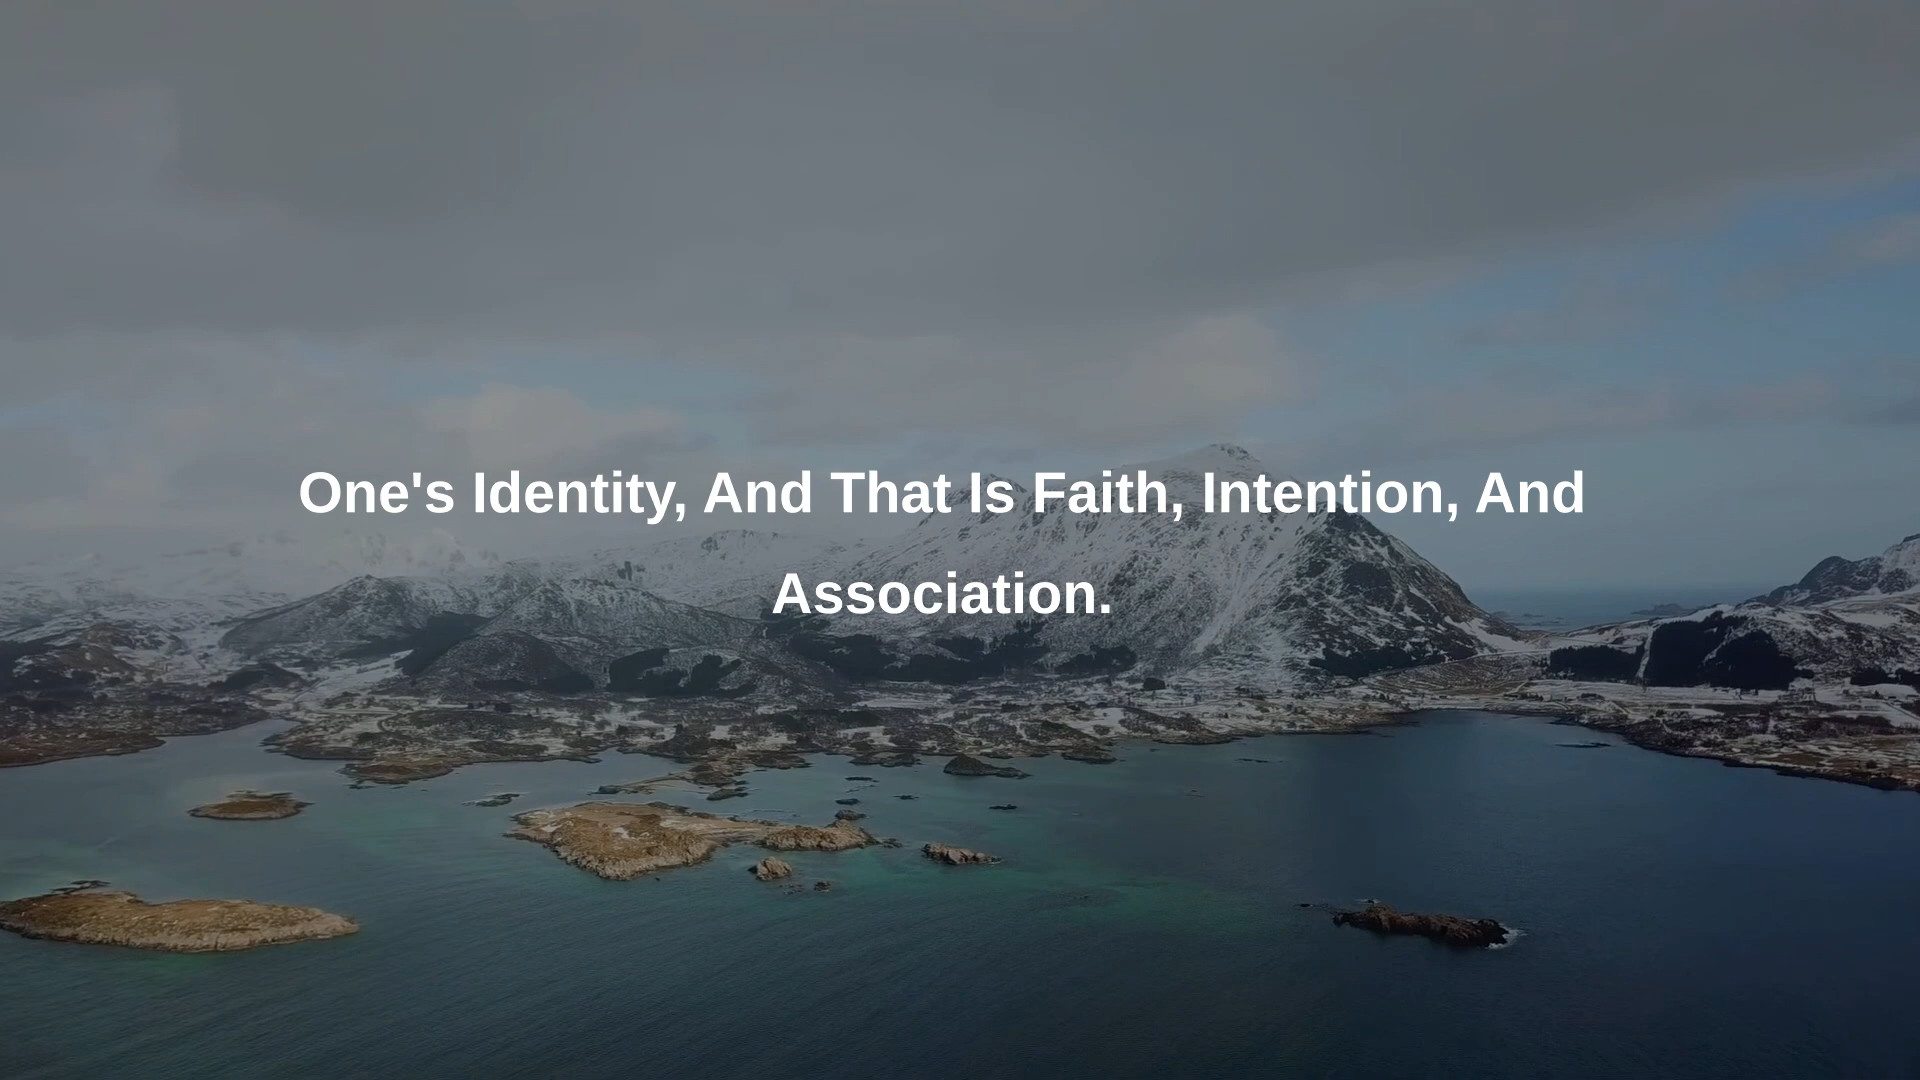 One's Identity, And That Is Faith, Intention, And
Association.